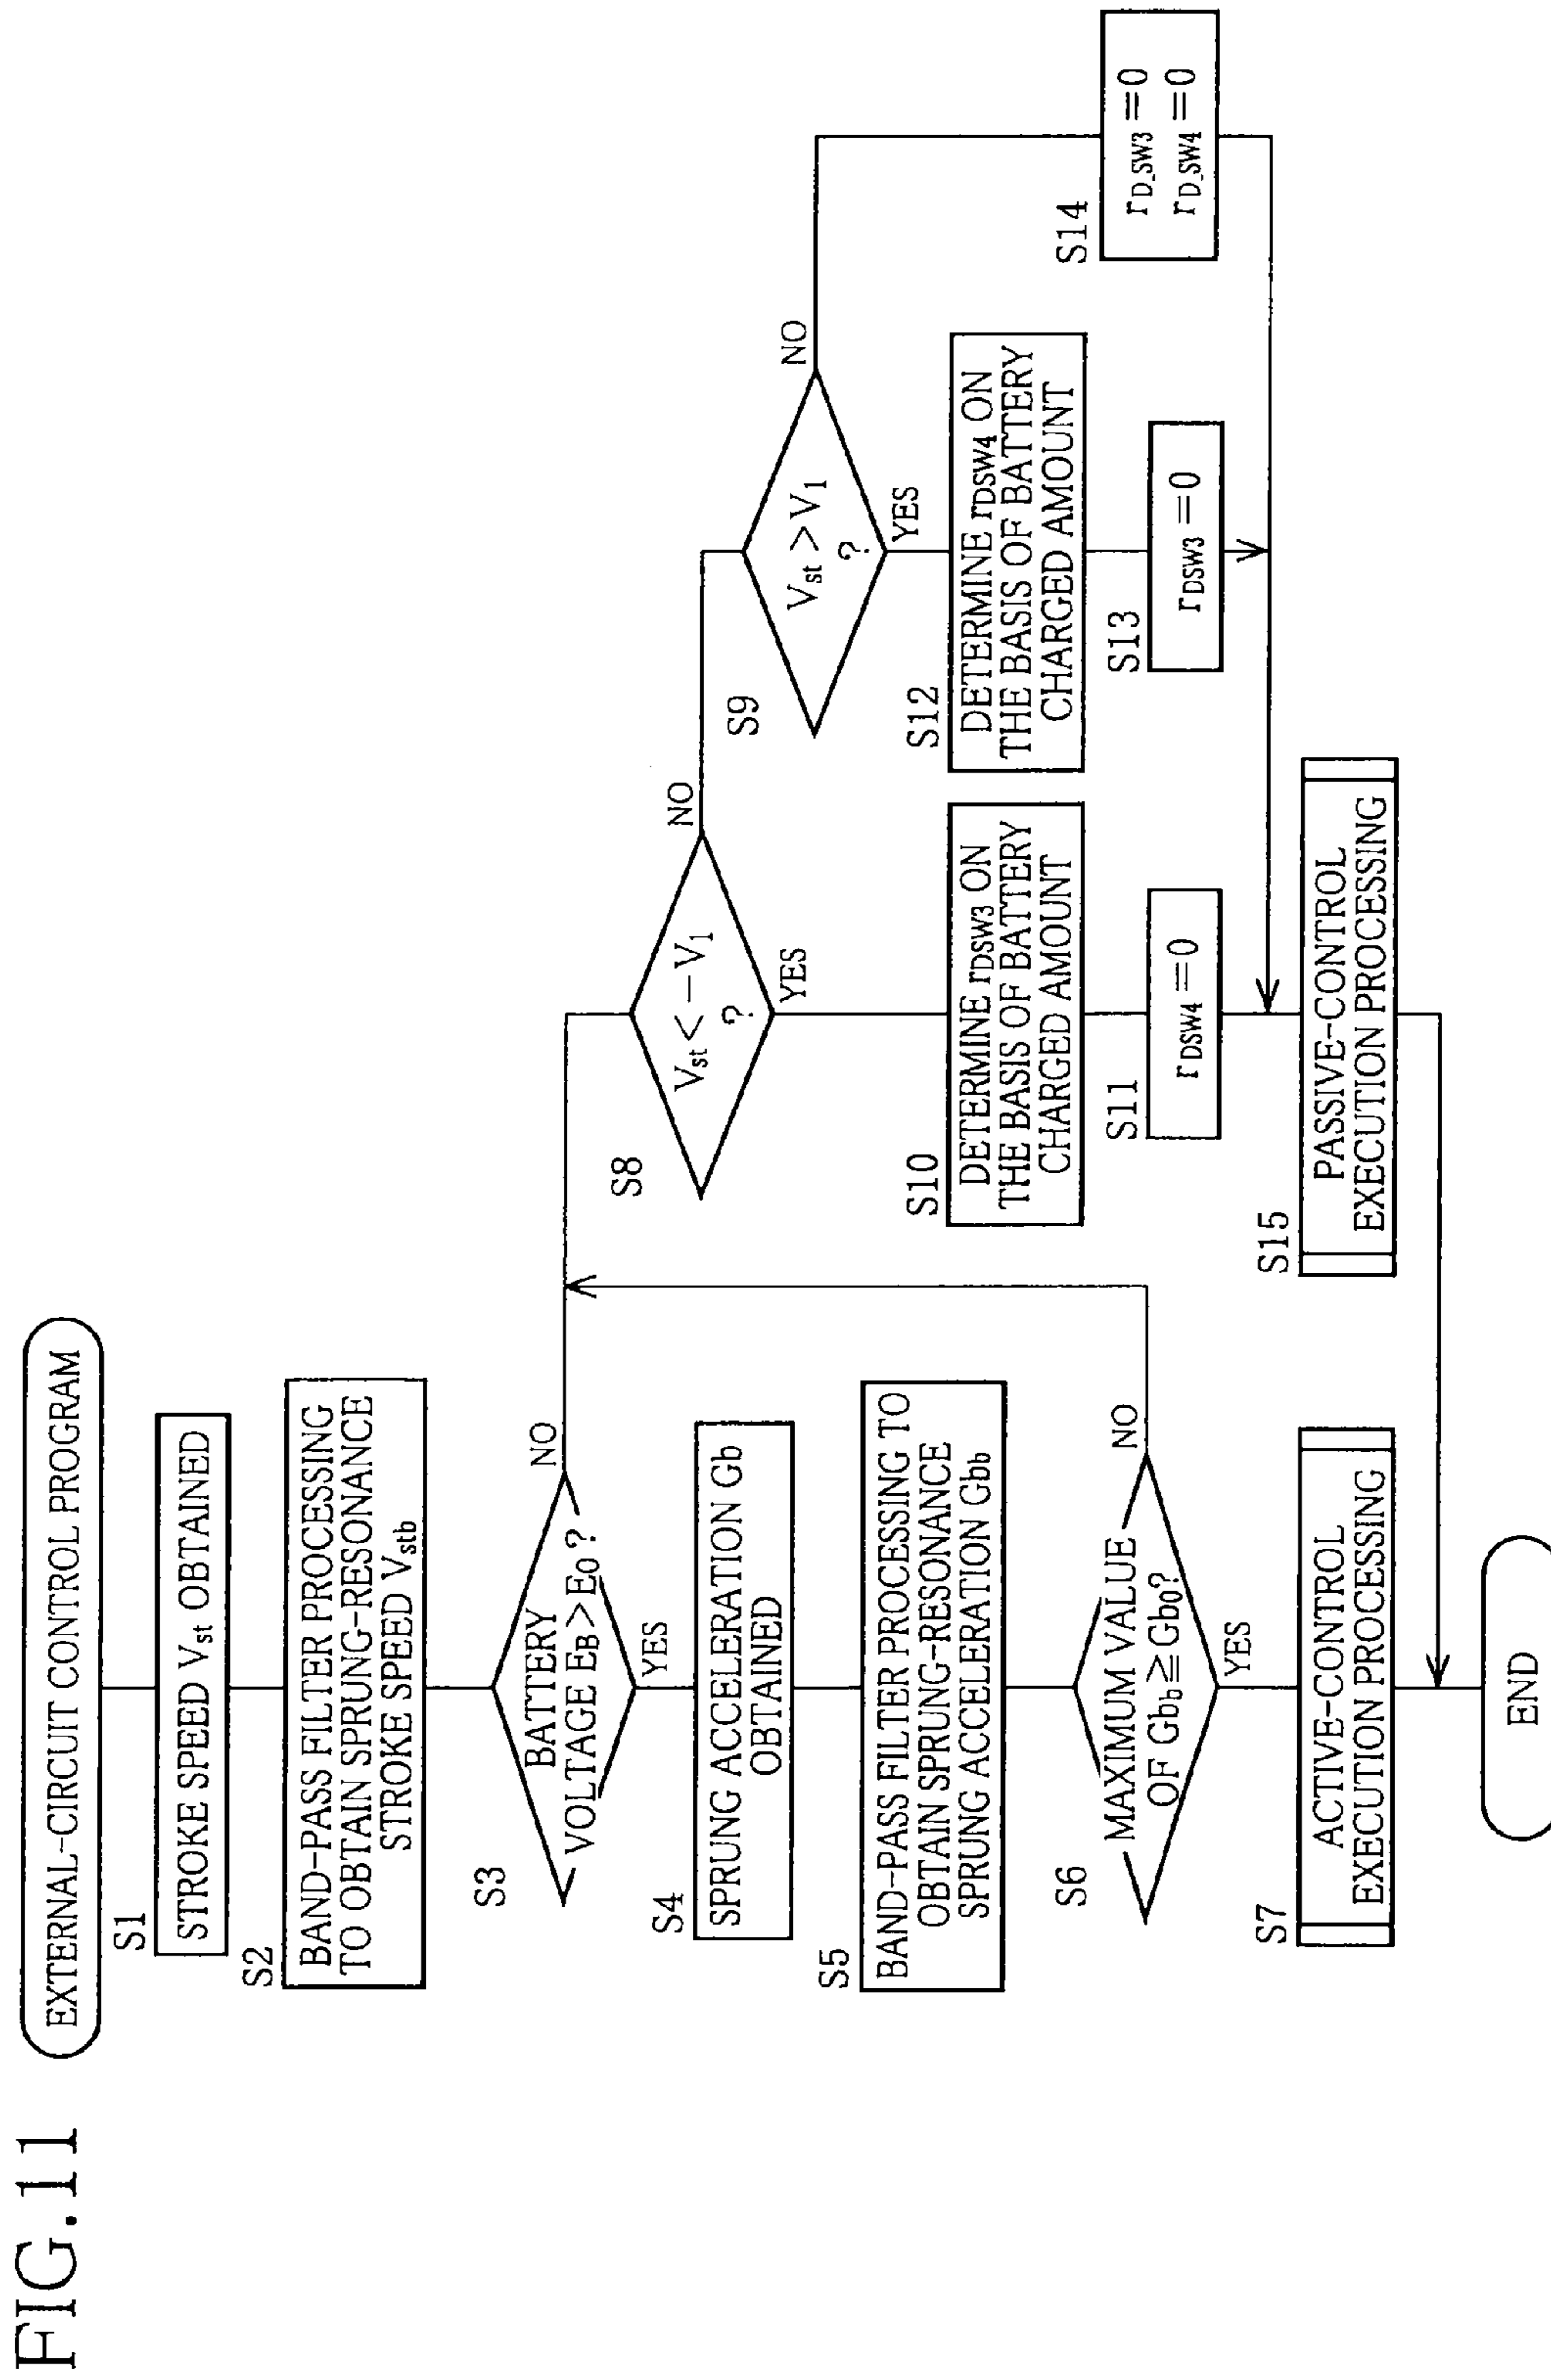 FIG.11
EXTERNAL-CIRCUIT CONTROL PROGRAM
S1
STROKE SPEED Vst OBTAINED
S2
BAND-PASS FILTER PROCESSING
TO OBTAIN SPRUNG-RESONANCE
STROKE SPEED Vstb
S3
BATTERY
VOLTAGE EB>E0?
NO
YES
S4
SPRUNG ACCELERATION Gb
OBTAINED
S5
BAND-PASS FILTER PROCESSING TO
OBTAIN SPRUNG-RESONANCE
SPRUNG ACCELERATION Gbb
S6
MAXIMUM VALUE
OF Gbb≧Gb0?
NO
YES
S7
ACTIVE-CONTROL
EXECUTION PROCESSING
END
S8
Vst<-V1
?
NO
YES
S10
DETERMINE rDSW3 ON
THE BASIS OF BATTERY
CHARGED AMOUNT
S11
rDSW4=0
S15
PASSIVE-CONTROL
EXECUTION PROCESSING
S9
Vst>V1
?
NO
YES
S12
DETERMINE rDSW4 ON
THE BASIS OF BATTERY
CHARGED AMOUNT
S13
rDSW3=0
S14
rD_SW3=0
rD_SW4=0